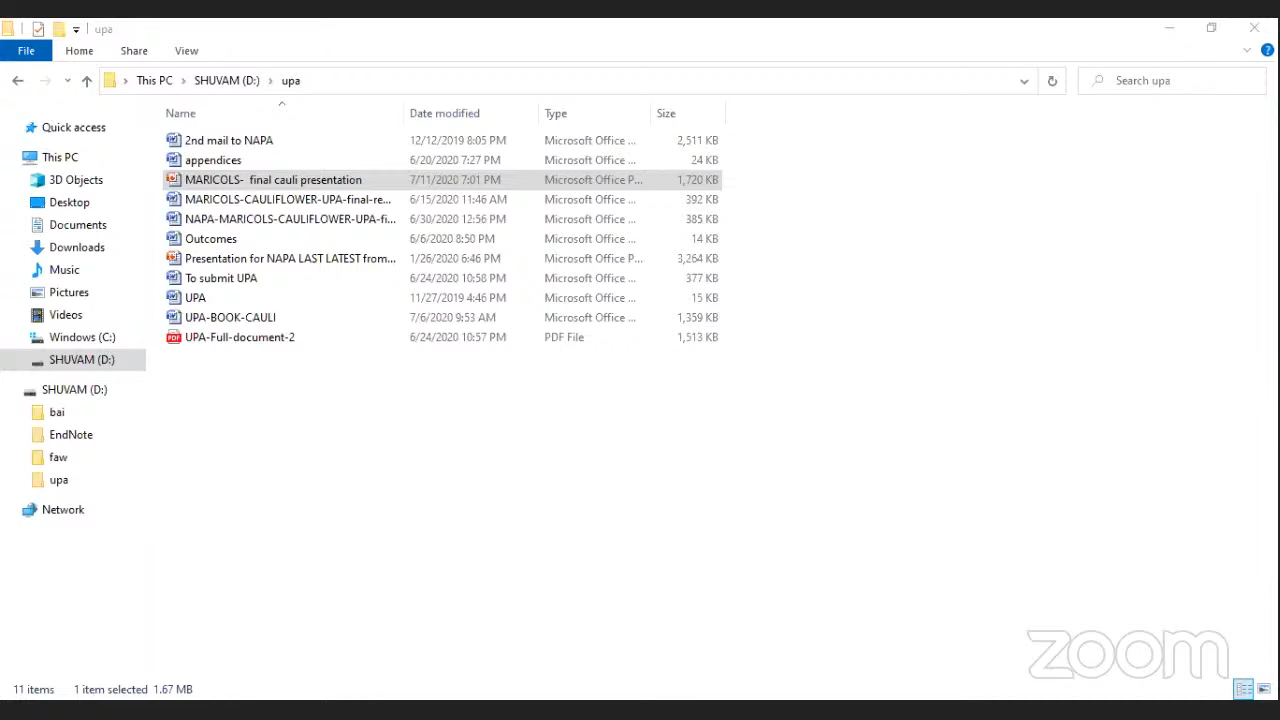 upa
File Home Share View
This PC SHUVAM (D:) upa
Search upa
Name Date modified Type Size
2nd mail to NAPA 12/12/2019 8:05 PM Microsoft Office ... 2,511 KB
appendices 6/20/2020 7:27 PM Microsoft Office ... 24 KB
MARICOLS- final cauli presentation 7/11/2020 7:01 PM Microsoft Office P... 1,720 KB
MARICOLS-CAULIFLOWER-UPA-final-re... 6/15/2020 11:46 AM Microsoft Office ... 392 KB
NAPA-MARICOLS-CAULIFLOWER-UPA-fi... 6/30/2020 12:56 PM Microsoft Office ... 385 KB
Outcomes 6/6/2020 8:50 PM Microsoft Office ... 14 KB
Presentation for NAPA LAST LATEST from... 1/26/2020 6:46 PM Microsoft Office P... 3,264 KB
To submit UPA 6/24/2020 10:58 PM Microsoft Office ... 377 KB
UPA 11/27/2019 4:46 PM Microsoft Office ... 15 KB
UPA-BOOK-CAULI 7/6/2020 9:53 AM Microsoft Office ... 1,359 KB
UPA-Full-document-2 6/24/2020 10:57 PM PDF File 1,513 KB
Quick access
This PC
3D Objects
Desktop
Documents
Downloads
Music
Pictures
Videos
Windows (C:)
SHUVAM (D:)
SHUVAM (D:)
bai
EndNote
faw
upa
Network
11 items 1 item selected 1.67 MB
zoom